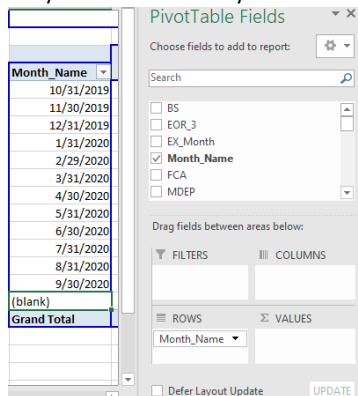 PivotTable Fields
Choose fields to add to report:
Search
BS
EOR_3
EX_Month
Month_Name
FCA
MDEP
Drag fields between areas below:
FILTERS
COLUMNS
ROWS
Σ VALUES
Month_Name
Defer Layout Update
UPDATE
Month_Name
10/31/2019
11/30/2019
12/31/2019
1/31/2020
2/29/2020
3/31/2020
4/30/2020
5/31/2020
6/30/2020
7/31/2020
8/31/2020
9/30/2020
(blank)
Grand Total